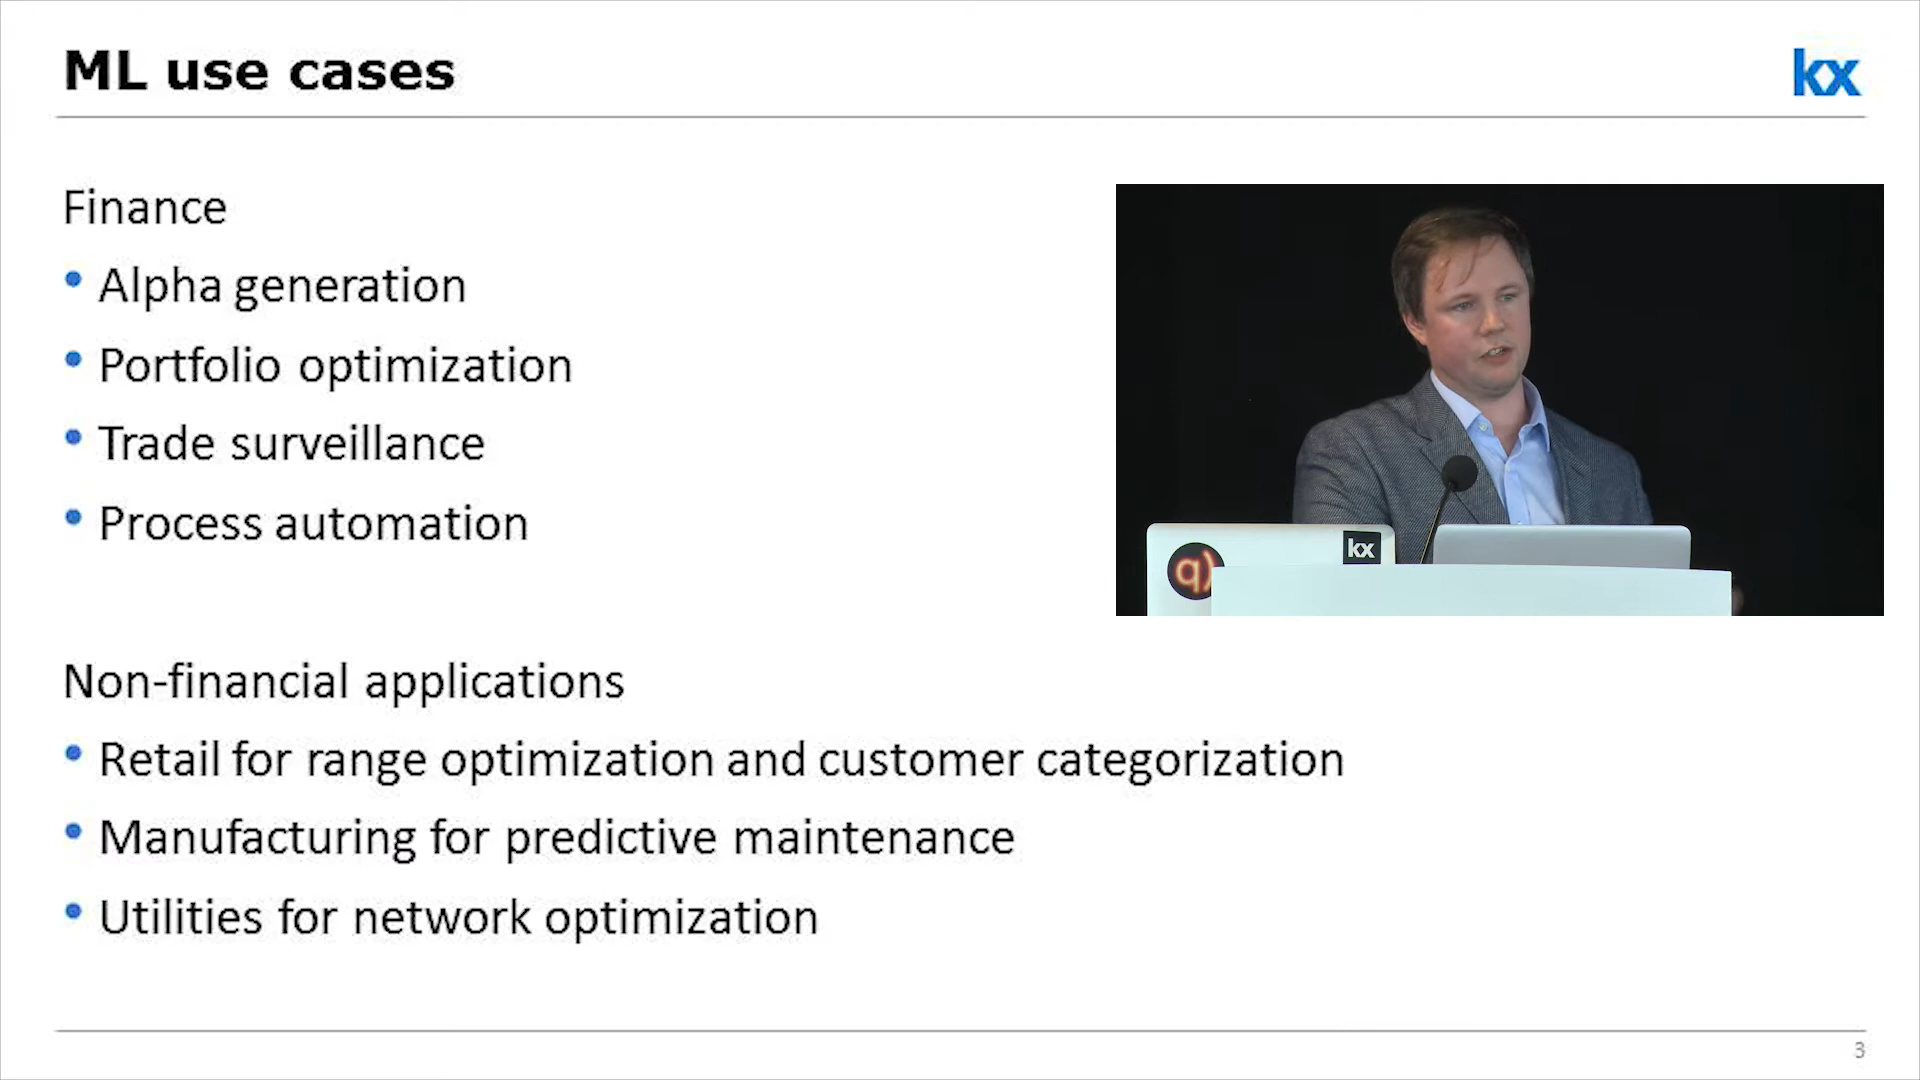 ML use cases
kx
Finance
• Alpha generation
• Portfolio optimization
• Trade surveillance
• Process automation
kx
q)
Non-financial applications
• Retail for range optimization and customer categorization
• Manufacturing for predictive maintenance
• Utilities for network optimization
3